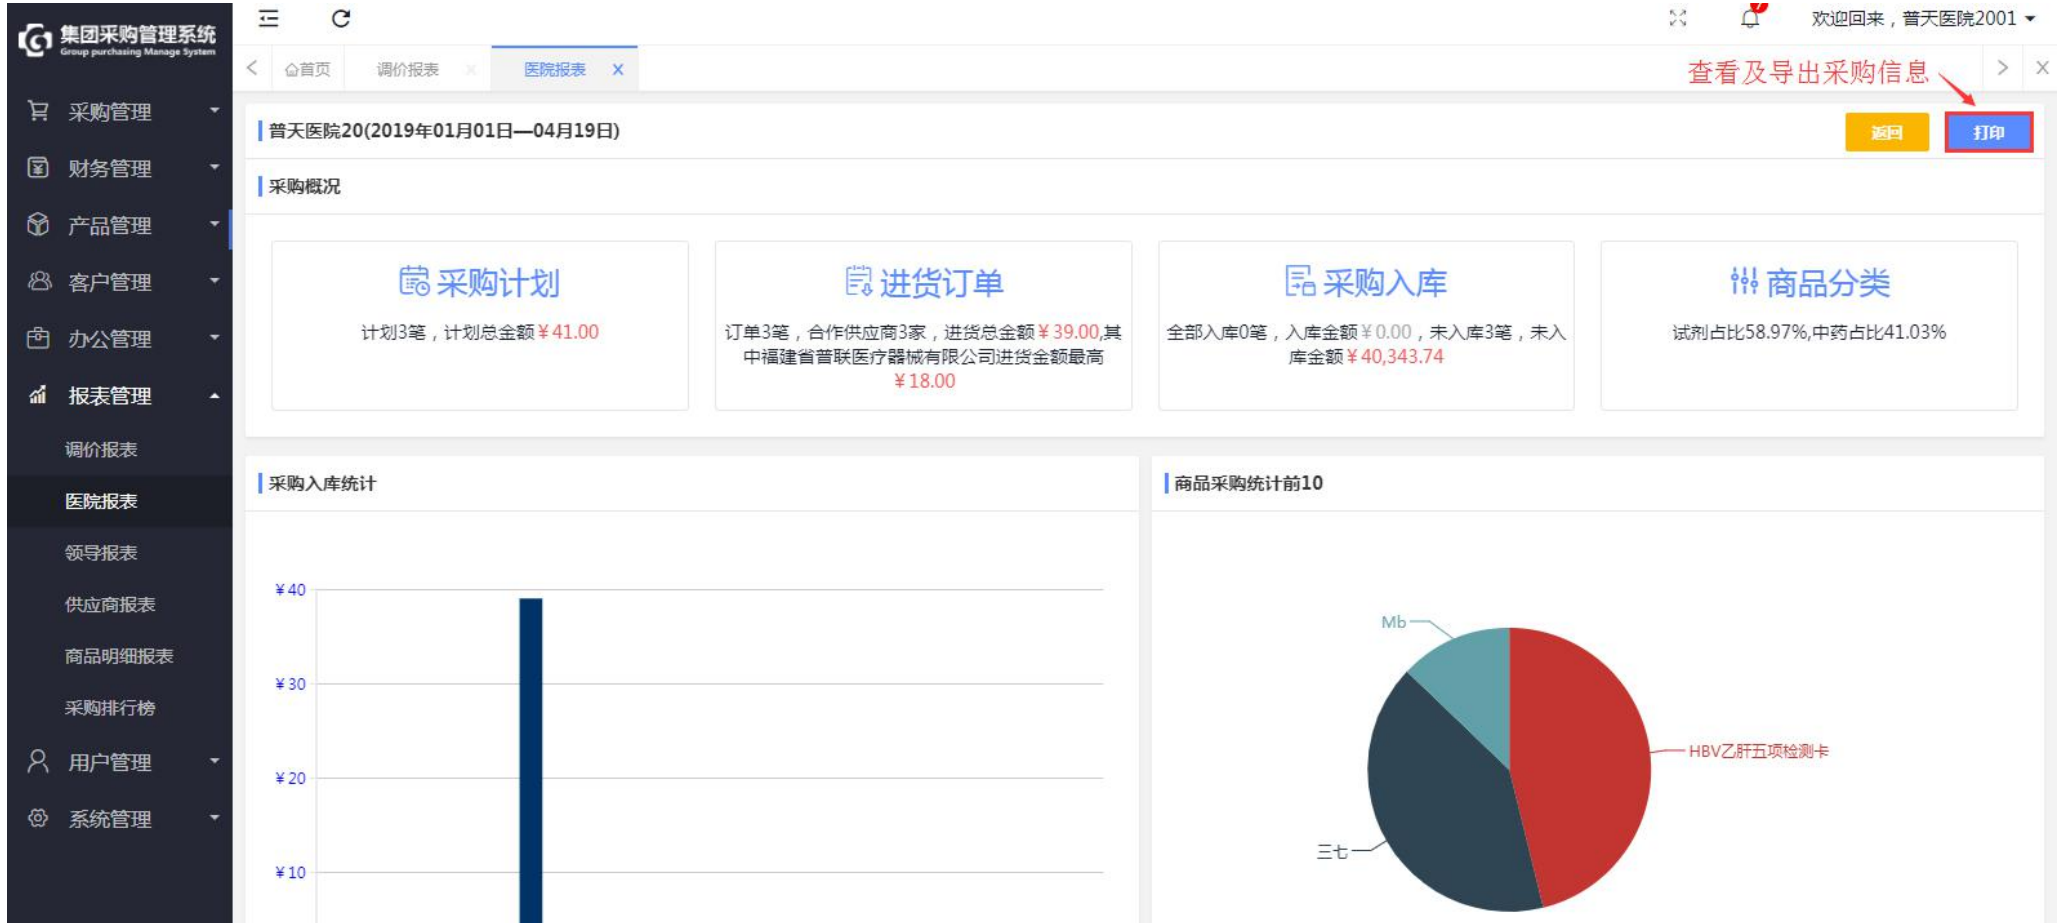 集团采购管理系统
Group purchasing Manage System
欢迎回来，普天医院2001
首页
调价报表
医院报表
查看及导出采购信息
采购管理
财务管理
产品管理
客户管理
办公管理
报表管理
调价报表
医院报表
领导报表
供应商报表
商品明细报表
采购排行榜
用户管理
系统管理
普天医院20(2019年01月01日—04月19日)
返回
打印
采购概况
采购计划
计划3笔，计划总金额￥41.00
进货订单
订单3笔，合作供应商3家，进货总金额￥39.00,其
中福建省普联医疗器械有限公司进货金额最高
￥18.00
采购入库
全部入库0笔，入库金额￥0.00，未入库3笔，未入
库金额￥40,343.74
商品分类
试剂占比58.97%,中药占比41.03%
采购入库统计
￥40
￥30
￥20
￥10
商品采购统计前10
Mb
HBV乙肝五项检测卡
三七